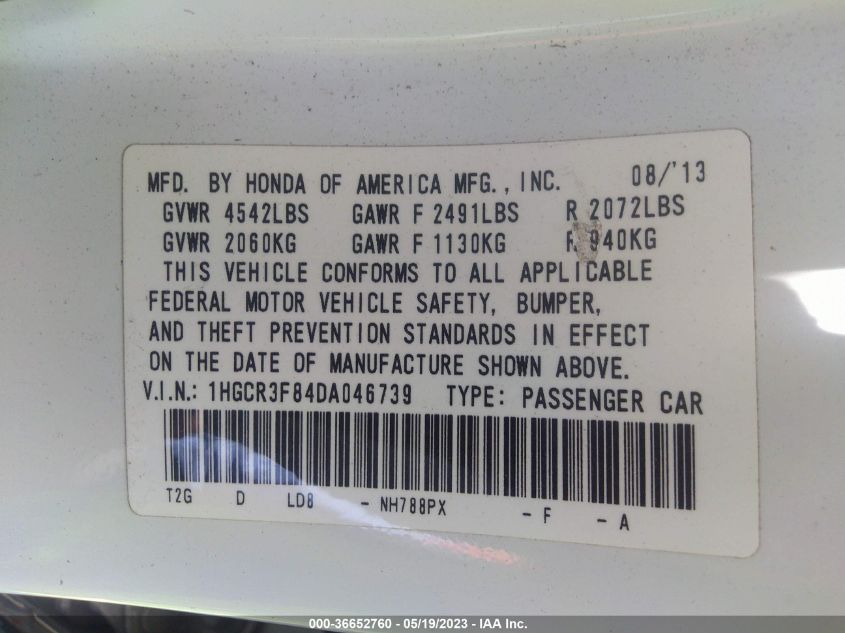 MFD. BY HONDA OF AMERICA MFG., INC. 08/'13
GVWR 4542LBS GAWR F 2491LBS R 2072LBS
GVWR 2060KG GAWR F 1130KG R 940KG
THIS VEHICLE CONFORMS TO ALL APPLICABLE
FEDERAL MOTOR VEHICLE SAFETY, BUMPER,
AND THEFT PREVENTION STANDARDS IN EFFECT
ON THE DATE OF MANUFACTURE SHOWN ABOVE.
V.I.N.: 1HGCR3F84DA046739 TYPE: PASSENGER CAR
T2G D LD8 - NH788PX - F - A
000-36652760 - 05/19/2023 - IAA Inc.